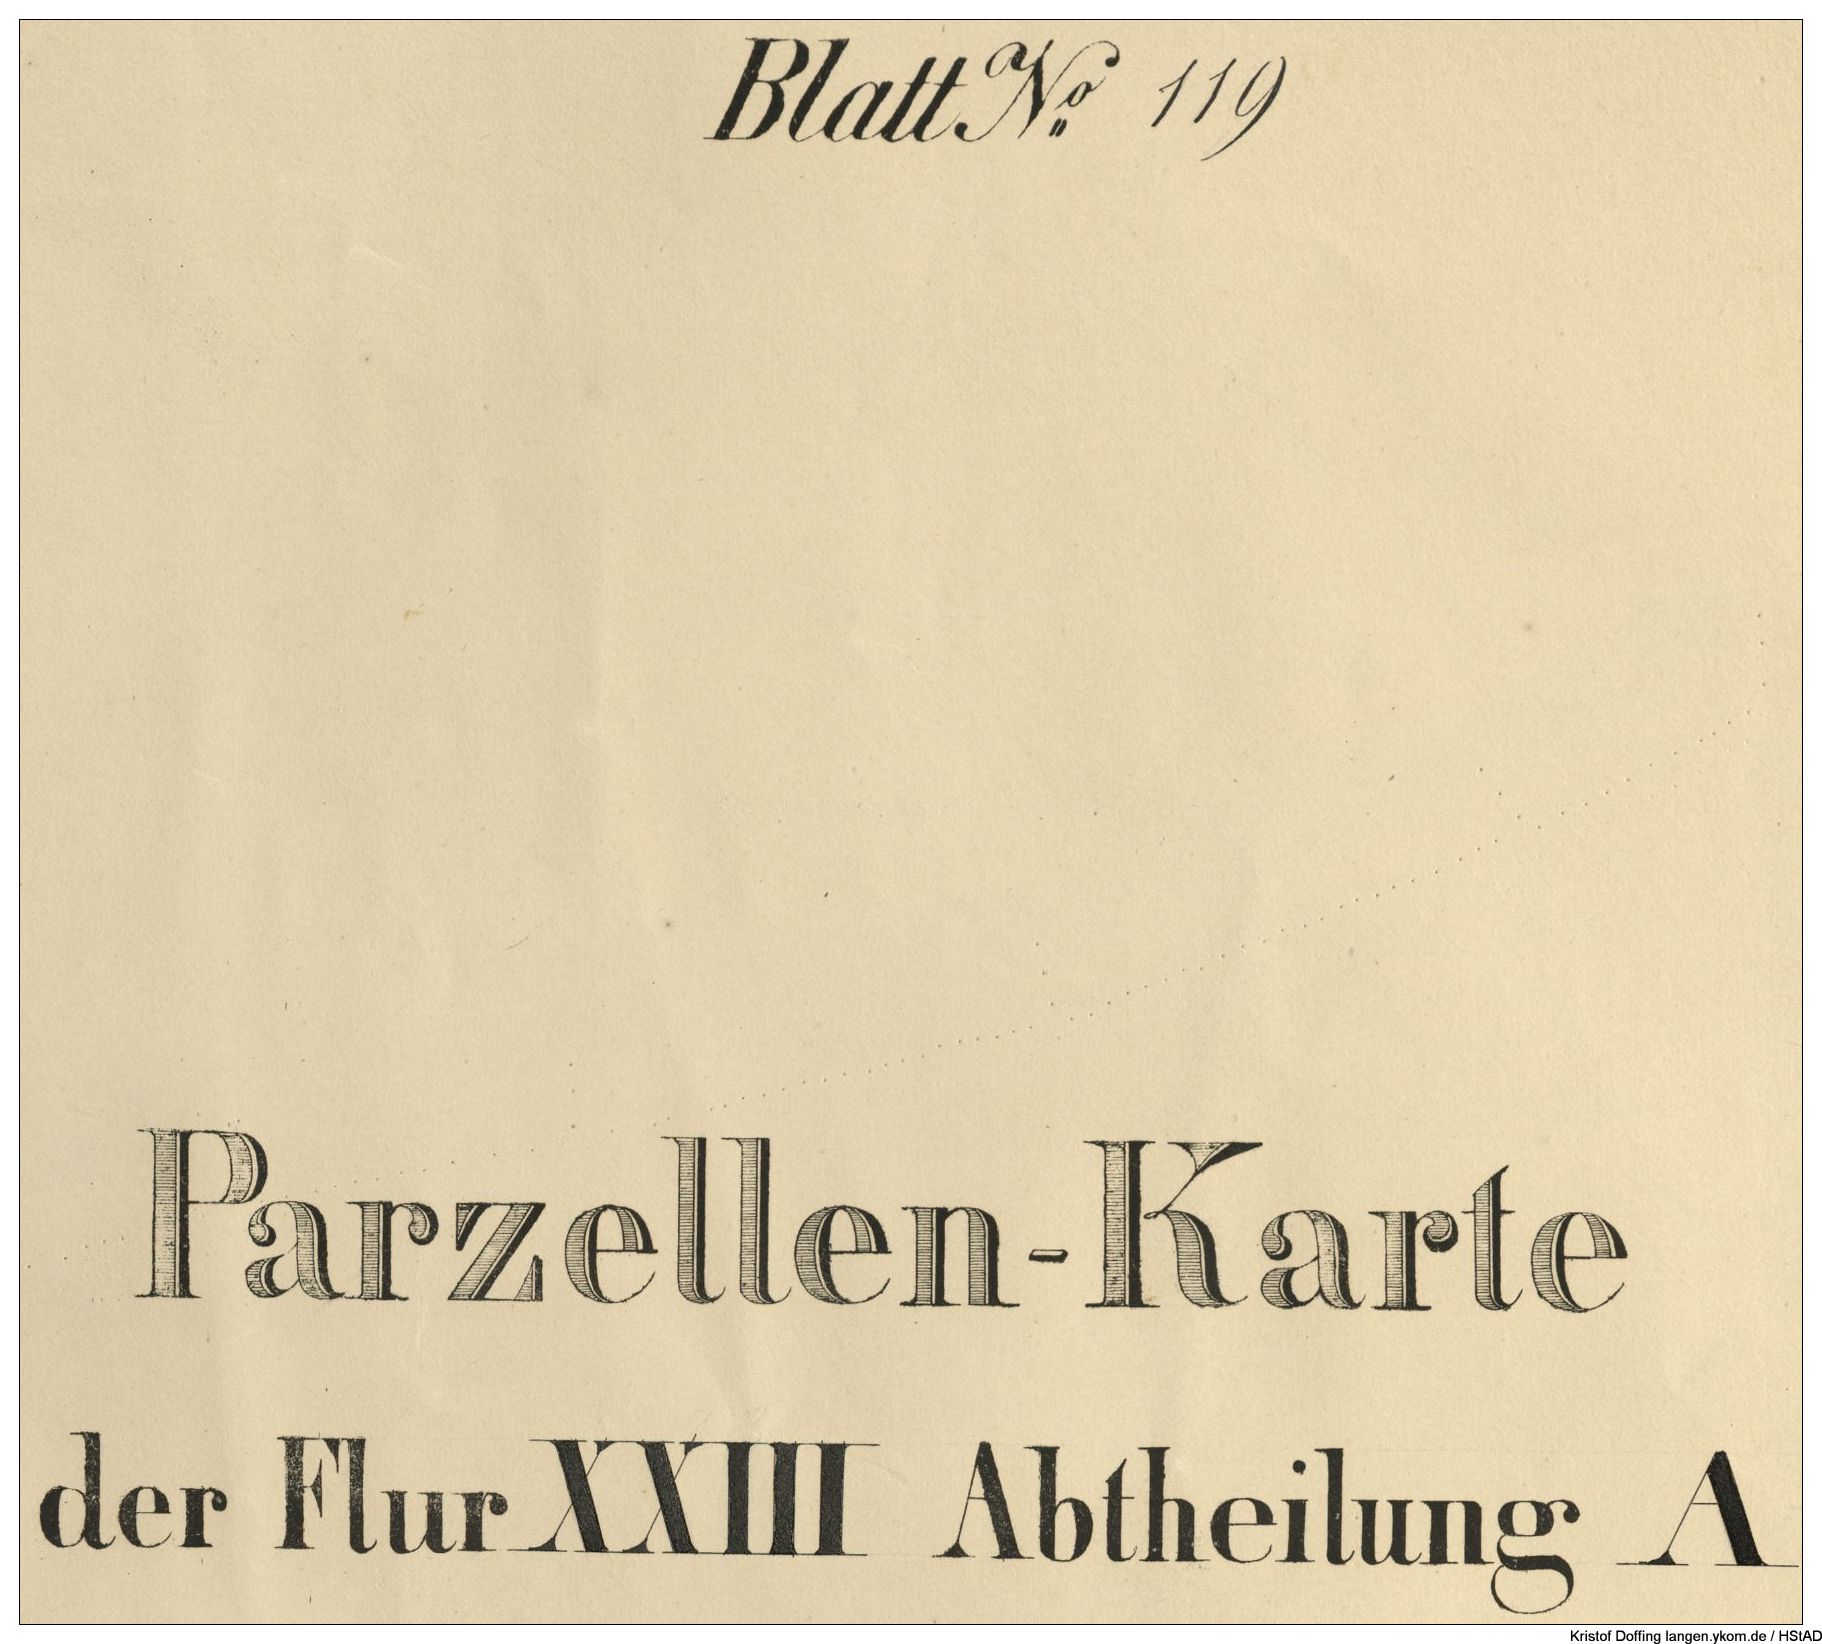 Blatt No. 119
Parzellen-Karte
der Flur XXIII Abtheilung A
Kristof Doffing langen.ykom.de / HStAD